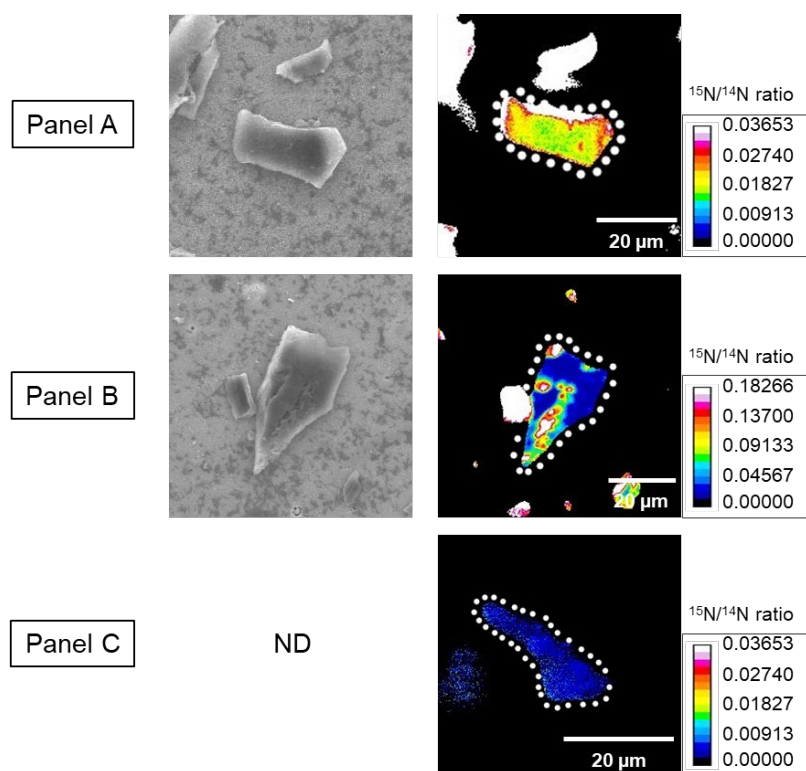 Panel A
20 µm
¹⁵N/¹⁴N ratio
0.03653
0.02740
0.01827
0.00913
0.00000
Panel B
20 µm
¹⁵N/¹⁴N ratio
0.18266
0.13700
0.09133
0.04567
0.00000
Panel C
ND
20 µm
¹⁵N/¹⁴N ratio
0.03653
0.02740
0.01827
0.00913
0.00000